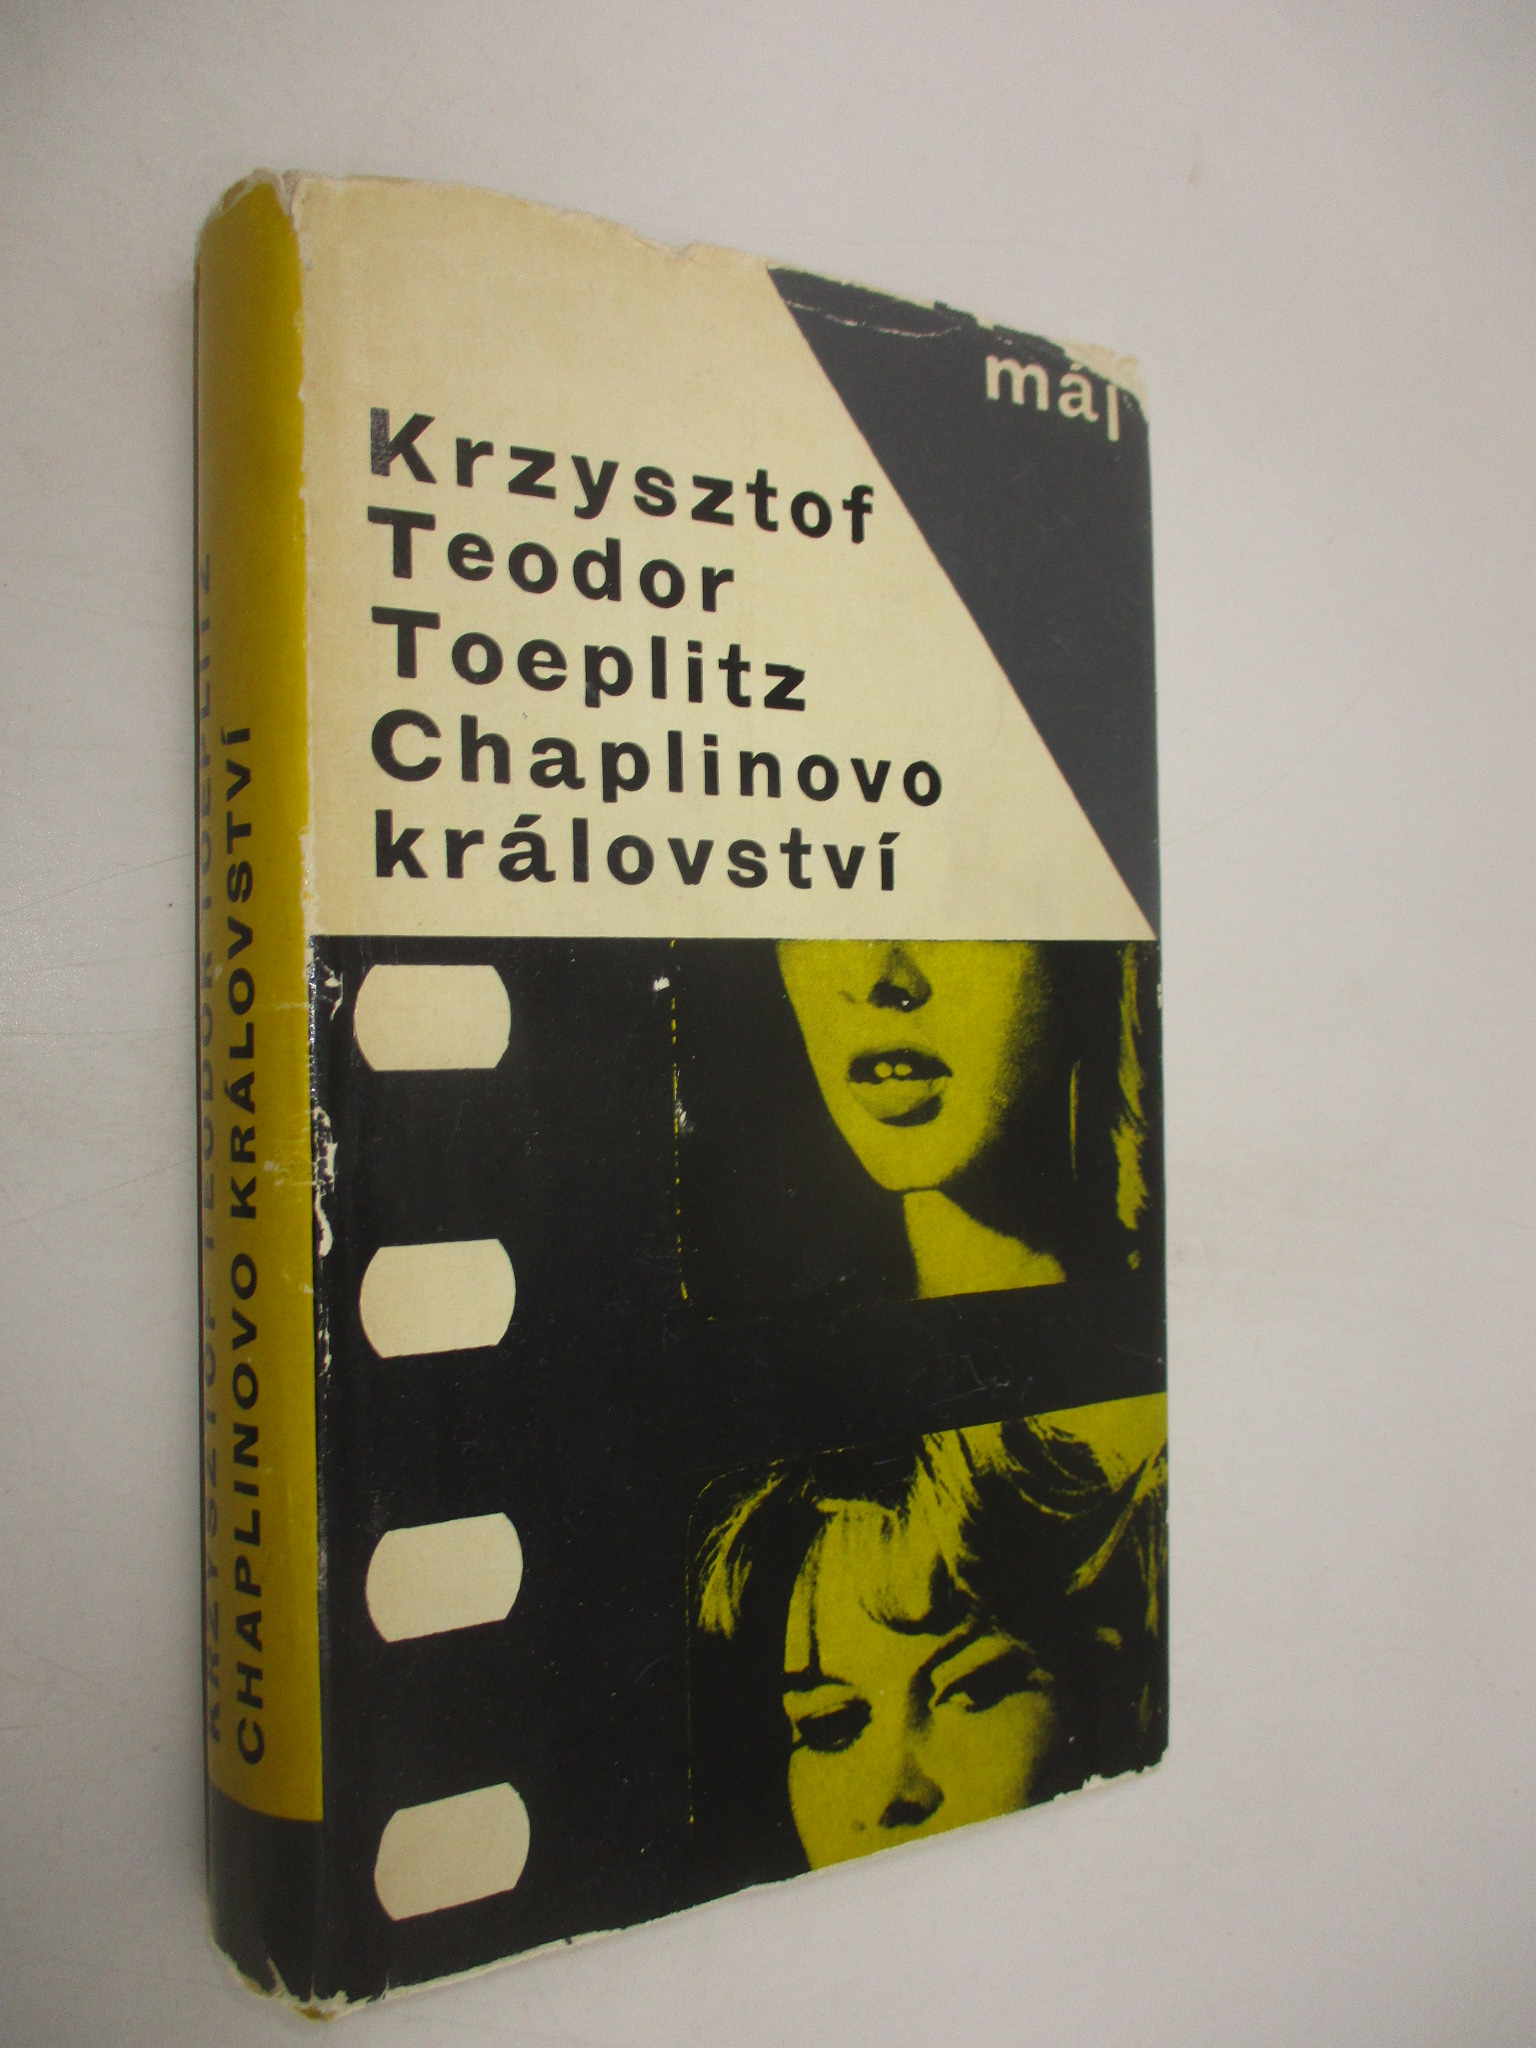 máj
Krzysztof
Teodor
Toeplitz
Chaplinovo
království
KRZYSZTOF TEODOR TOEPLITZ
CHAPLINOVO KRÁLOVSTVÍ